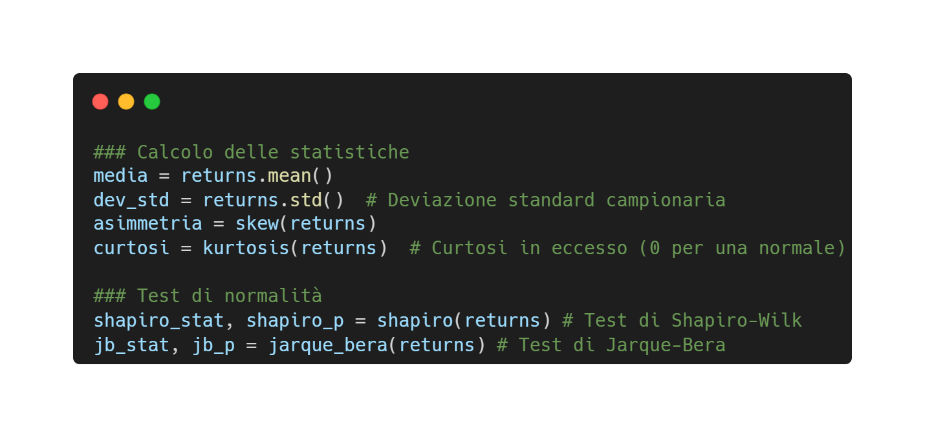 ### Calcolo delle statistiche
media = returns.mean()
dev_std = returns.std()  # Deviazione standard campionaria
asimmetria = skew(returns)
curtosi = kurtosis(returns)  # Curtosi in eccesso (0 per una normale)
### Test di normalità
shapiro_stat, shapiro_p = shapiro(returns) # Test di Shapiro-Wilk
jb_stat, jb_p = jarque_bera(returns) # Test di Jarque-Bera